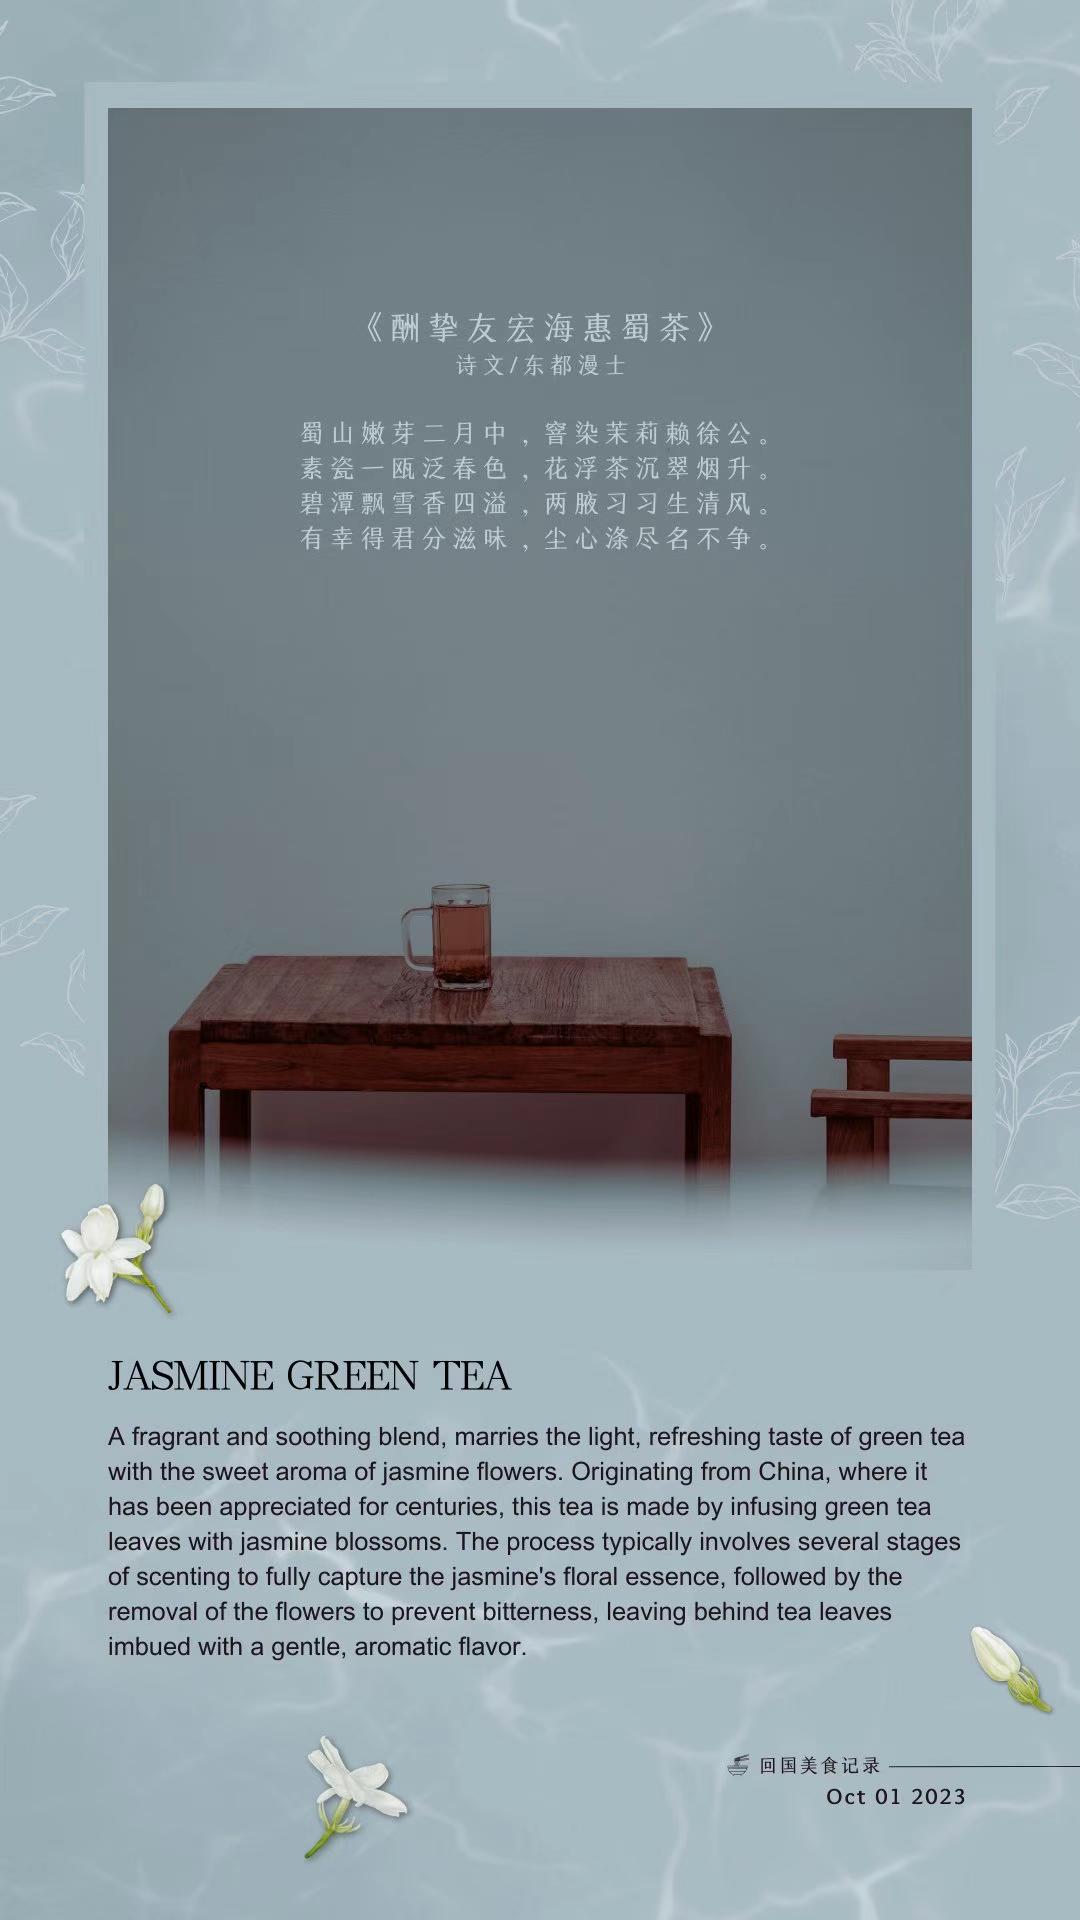 《酬挚友宏海惠蜀茶》
诗文/东都漫士
蜀山嫩芽二月中，窨染茉莉赖徐公。
素瓷一瓯泛春色，花浮茶沉翠烟升。
碧潭飘雪香四溢，两腋习习生清风。
有幸得君分滋味，尘心涤尽名不争。
JASMINE GREEN TEA
A fragrant and soothing blend, marries the light, refreshing taste of green tea
with the sweet aroma of jasmine flowers. Originating from China, where it
has been appreciated for centuries, this tea is made by infusing green tea
leaves with jasmine blossoms. The process typically involves several stages
of scenting to fully capture the jasmine's floral essence, followed by the
removal of the flowers to prevent bitterness, leaving behind tea leaves
imbued with a gentle, aromatic flavor.
回国美食记录
Oct 01 2023